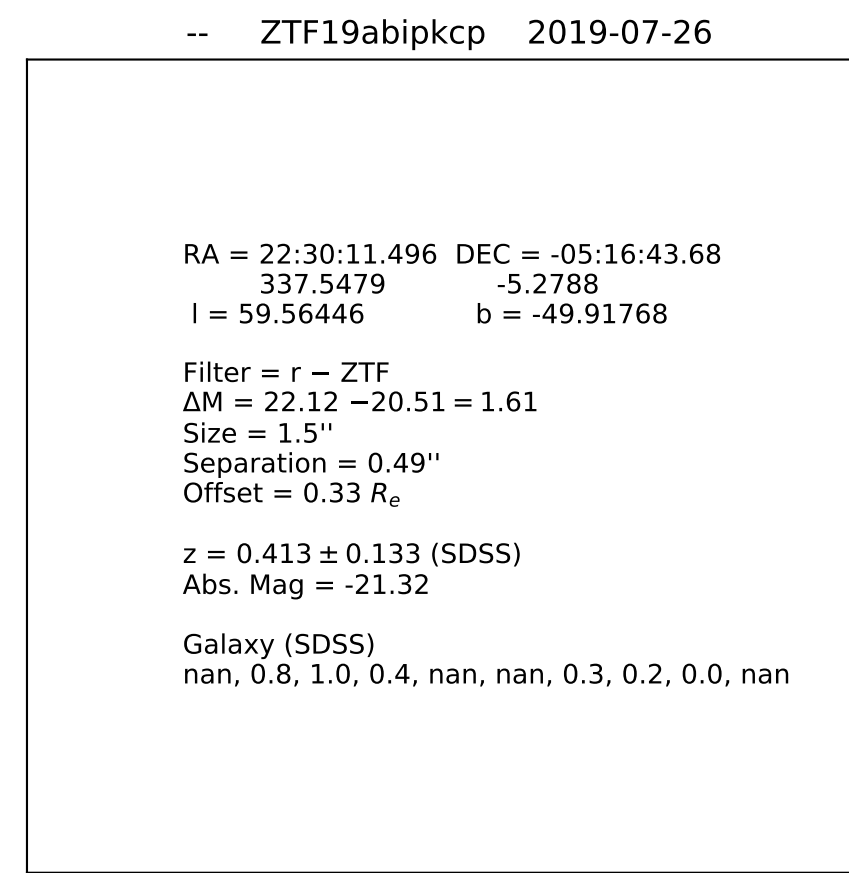 -- ZTF19abipkcp 2019-07-26
RA = 22:30:11.496 DEC = -05:16:43.68
337.5479 -5.2788
l = 59.56446 b = -49.91768
Filter = r − ZTF
ΔM = 22.12 −20.51 = 1.61
Size = 1.5''
Separation = 0.49''
Offset = 0.33 Re
z = 0.413 ± 0.133 (SDSS)
Abs. Mag = -21.32
Galaxy (SDSS)
nan, 0.8, 1.0, 0.4, nan, nan, 0.3, 0.2, 0.0, nan